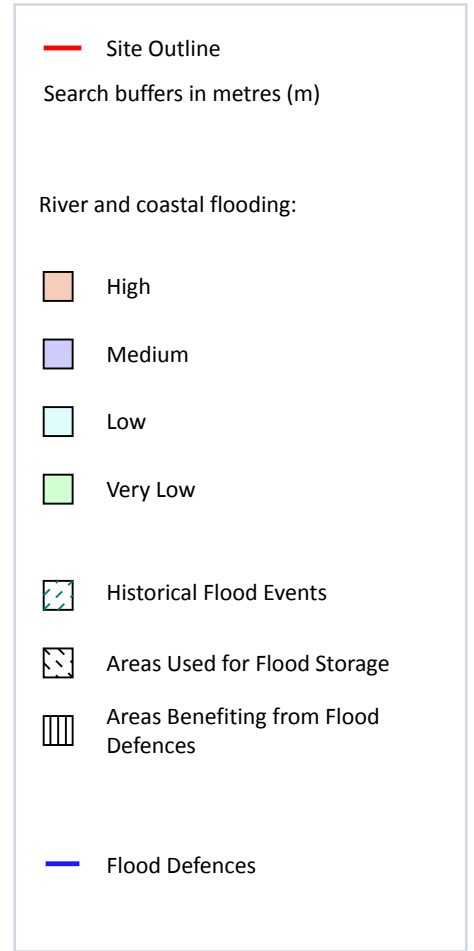 Site Outline
Search buffers in metres (m)
River and coastal flooding:
High
Medium
Low
Very Low
Historical Flood Events
Areas Used for Flood Storage
Areas Benefiting from Flood
Defences
Flood Defences